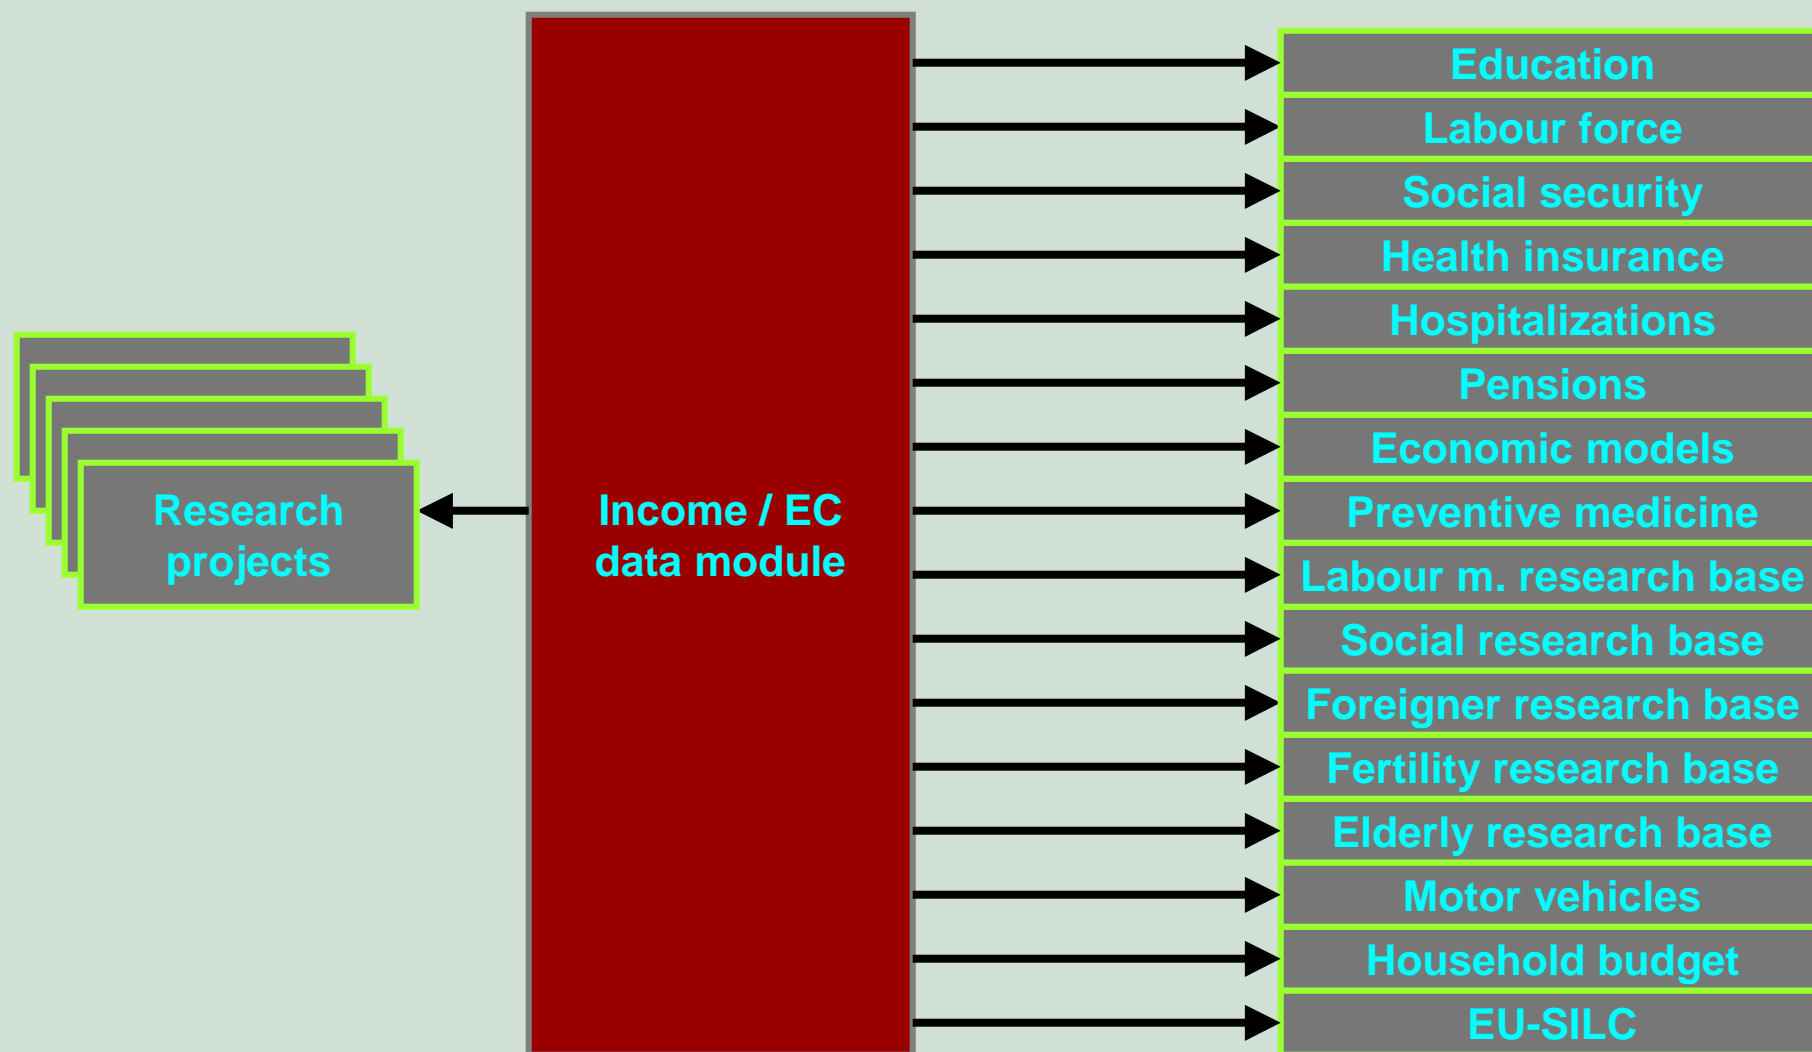 Research
projects
Income / EC
data module
Education
Labour force
Social security
Health insurance
Hospitalizations
Pensions
Economic models
Preventive medicine
Labour m. research base
Social research base
Foreigner research base
Fertility research base
Elderly research base
Motor vehicles
Household budget
EU-SILC